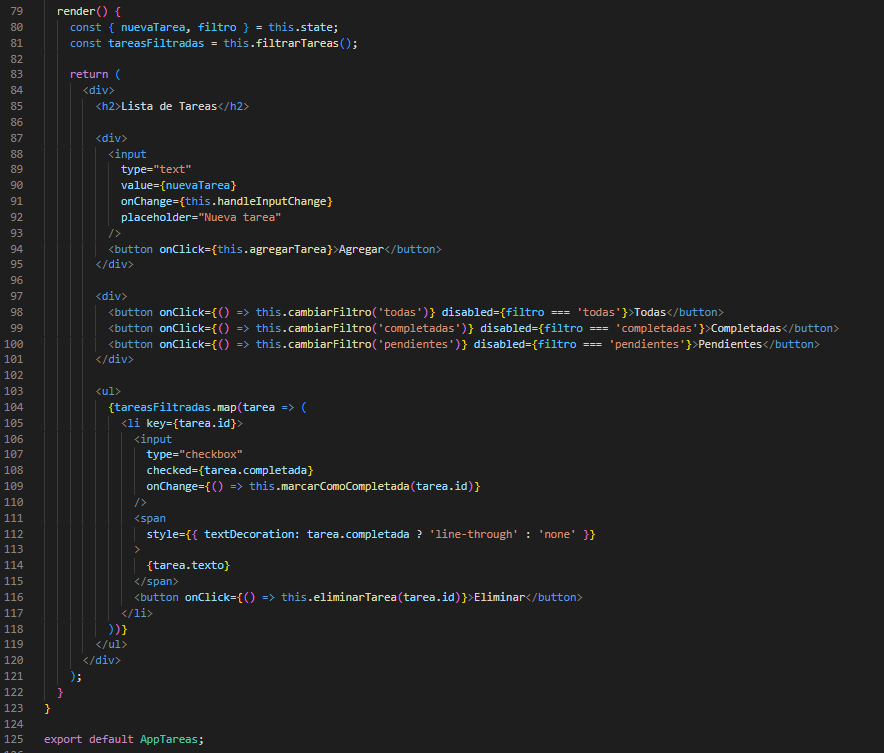 79 render() {
80 const { nuevaTarea, filtro } = this.state;
81 const tareasFiltradas = this.filtrarTareas();
82
83 return (
84 <div>
85 <h2>Lista de Tareas</h2>
86
87 <div>
88 <input
89 type="text"
90 value={nuevaTarea}
91 onChange={this.handleInputChange}
92 placeholder="Nueva tarea"
93 />
94 <button onClick={this.agregarTarea}>Agregar</button>
95 </div>
96
97 <div>
98 <button onClick={() => this.cambiarFiltro('todas')} disabled={filtro === 'todas'}>Todas</button>
99 <button onClick={() => this.cambiarFiltro('completadas')} disabled={filtro === 'completadas'}>Completadas</button>
100 <button onClick={() => this.cambiarFiltro('pendientes')} disabled={filtro === 'pendientes'}>Pendientes</button>
101 </div>
102
103 <ul>
104 {tareasFiltradas.map(tarea => (
105 <li key={tarea.id}>
106 <input
107 type="checkbox"
108 checked={tarea.completada}
109 onChange={() => this.marcarComoCompletada(tarea.id)}
110 />
111 <span
112 style={{ textDecoration: tarea.completada ? 'line-through' : 'none' }}
113 >
114 {tarea.texto}
115 </span>
116 <button onClick={() => this.eliminarTarea(tarea.id)}>Eliminar</button>
117 </li>
118 ))}
119 </ul>
120 </div>
121 );
122 }
123 }
124
125 export default AppTareas;